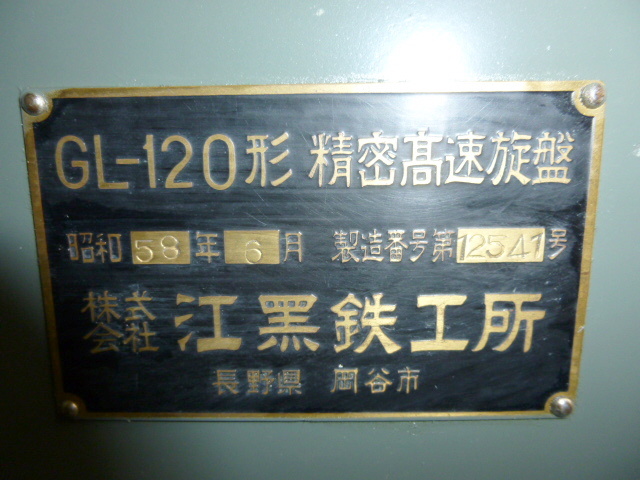 GL-120形 精密高速旋盤
昭和58年6月 製造番号第12541号
株式会社 江黒鉄工所
長野県 岡谷市